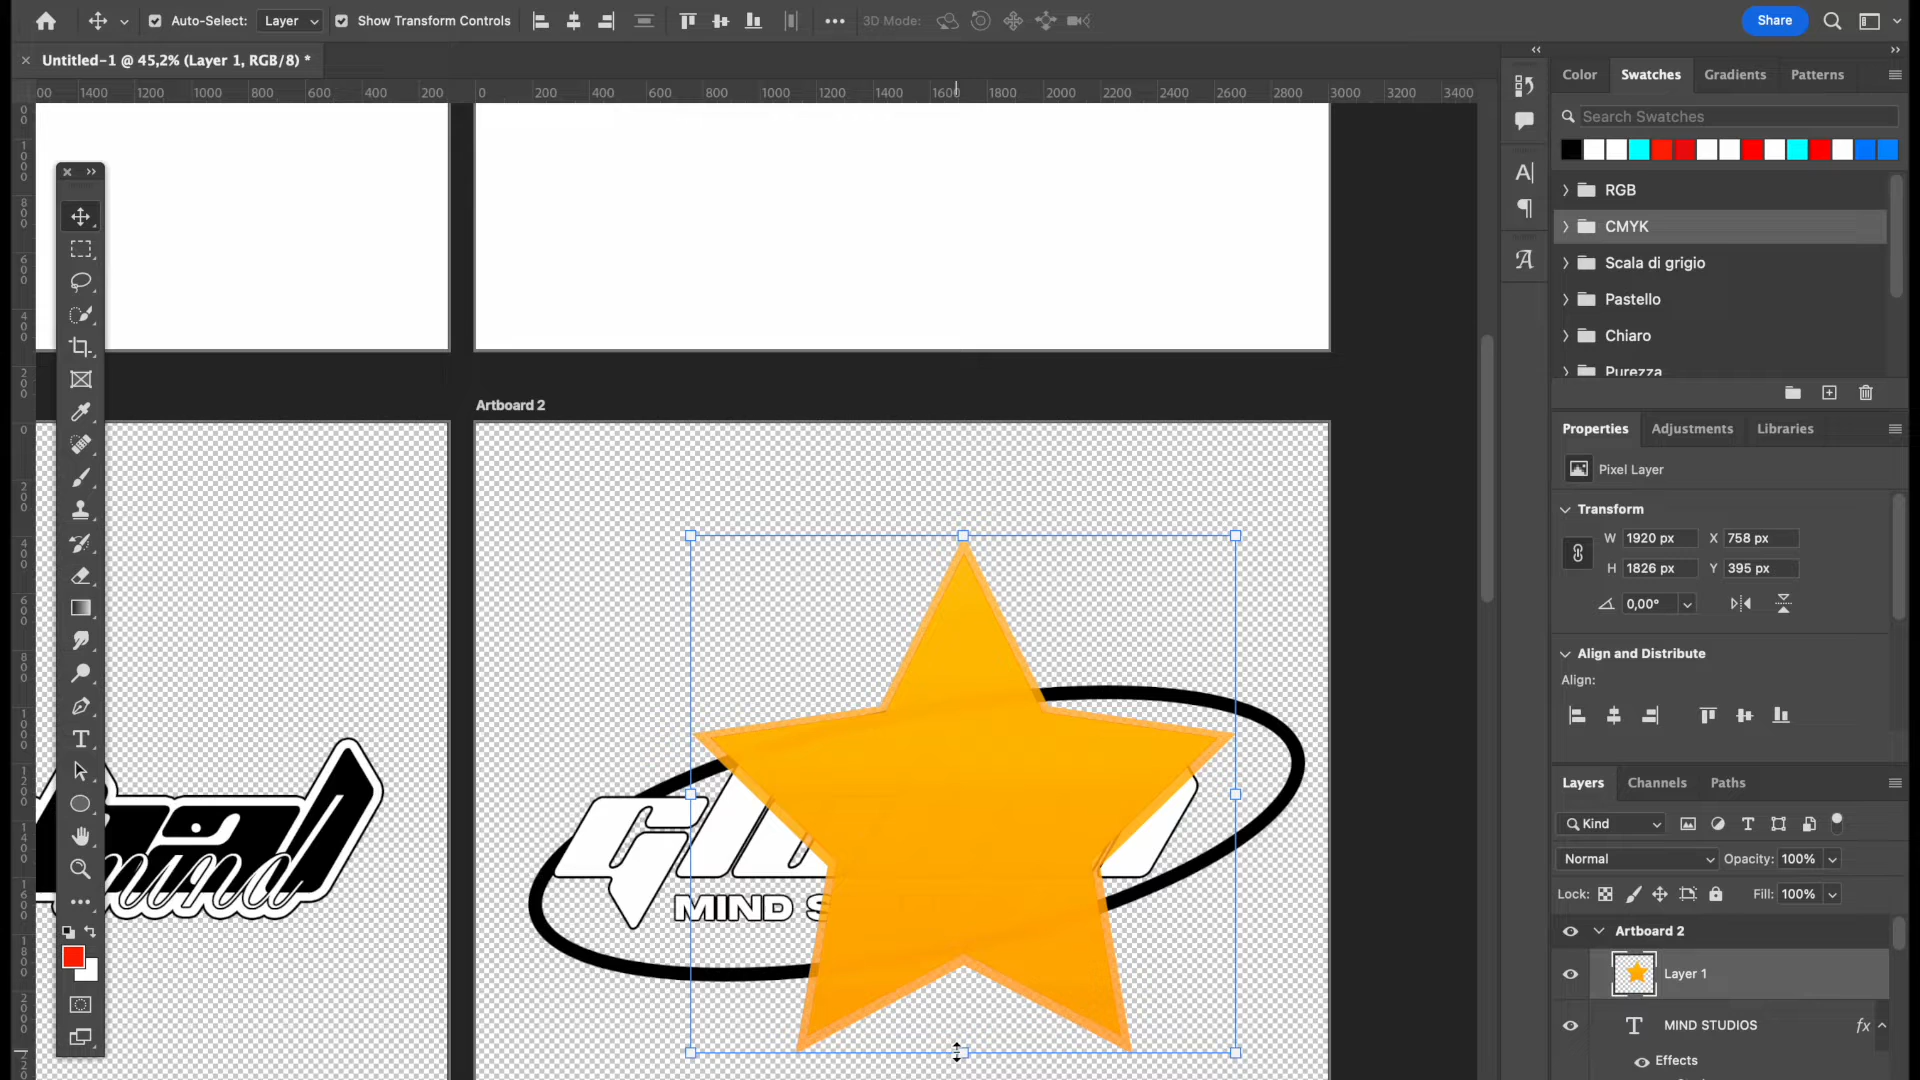 Auto-Select: Layer Show Transform Controls 3D Mode: Share
Untitled-1 @ 45,2% (Layer 1, RGB/8) *
Color Swatches Gradients Patterns
00 1400 1200 1000 800 600 400 200 0 200 400 600 800 1000 1200 1400 1600 1800 2000 2200 2400 2600 2800 3000 3200 3400
Search Swatches
RGB
CMYK
Scala di grigio
Pastello
Chiaro
Purezza
Artboard 2
Properties Adjustments Libraries
Pixel Layer
Transform
W 1920 px X 758 px
H 1826 px Y 395 px
0,00°
Align and Distribute
Align:
Layers Channels Paths
Kind
Normal Opacity: 100%
Lock: Fill: 100%
mind
MIND S
Artboard 2
Layer 1
MIND STUDIOS fx
Effects